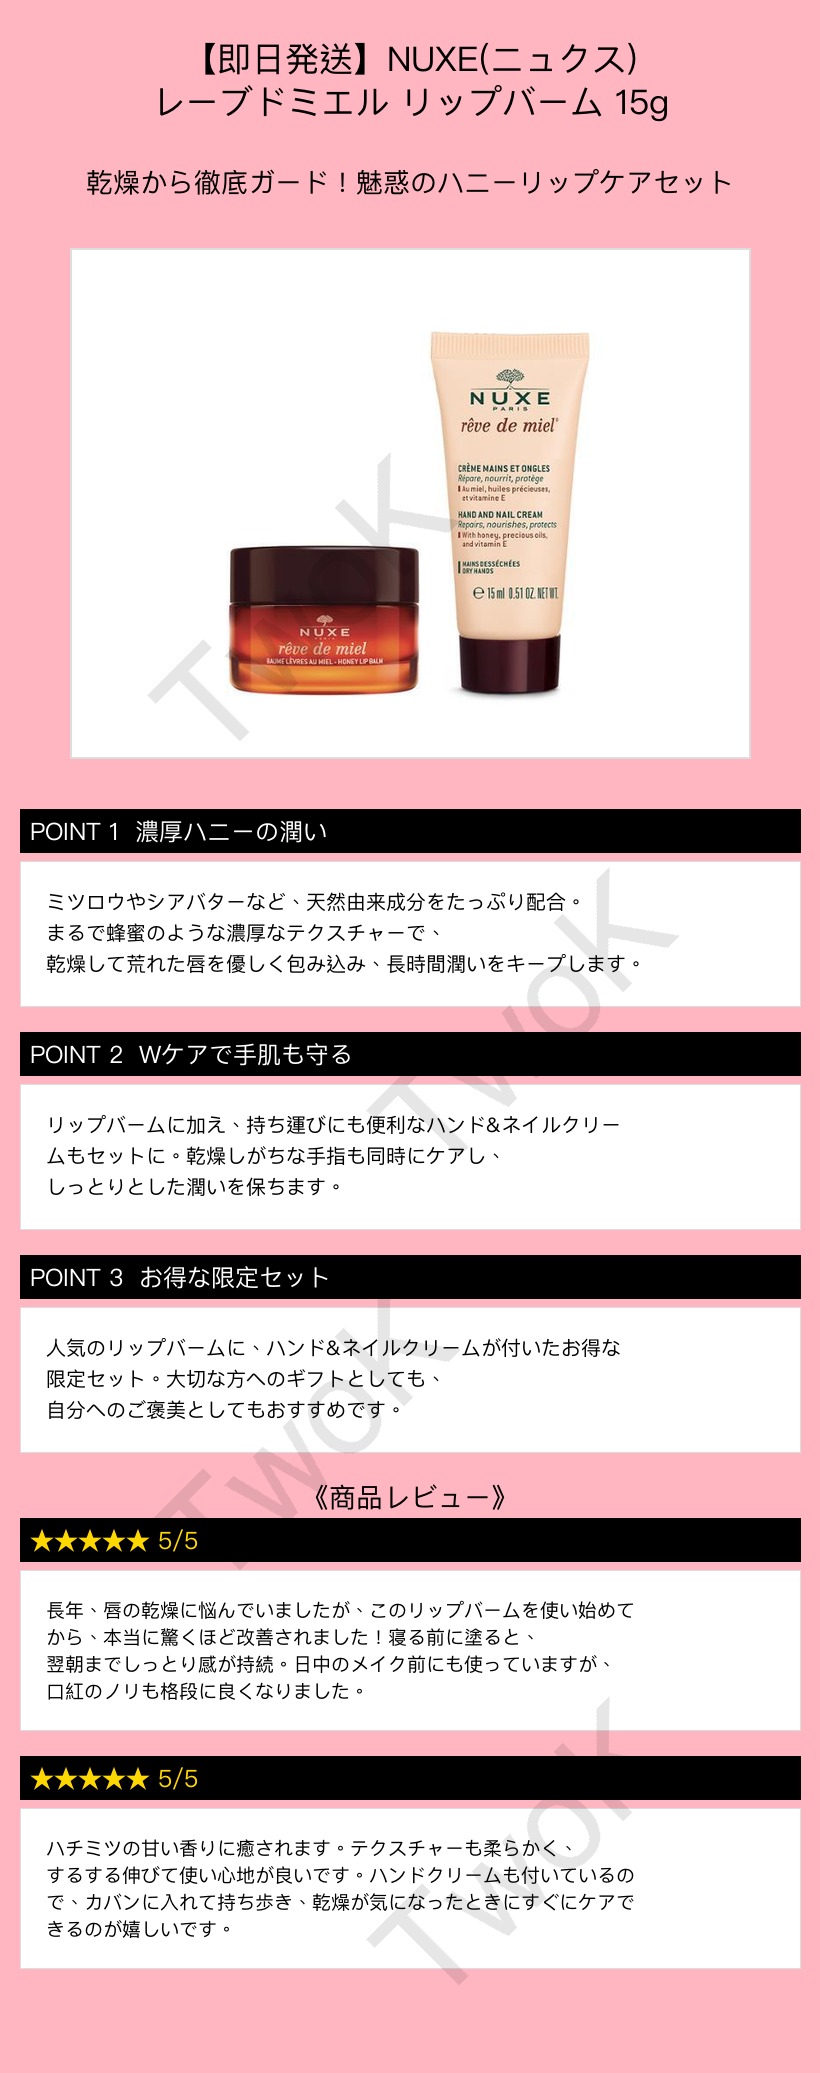 【即日発送】NUXE(ニュクス)
レーブドミエル リップバーム 15g
乾燥から徹底ガード！魅惑のハニーリップケアセット
NUXE
PARIS
rêve de miel®
CRÈME MAINS ET ONGLES
Répare, nourrit, protège
Au miel, huiles précieuses,
et vitamine E
HAND AND NAIL CREAM
Repairs, nourishes, protects
With honey, precious oils,
and vitamin E
MAINS DESSÉCHÉES
DRY HANDS
℮ 15 ml 0.51 OZ. NET WT.
NUXE
PARIS
rêve de miel
BAUME LÈVRES AU MIEL - HONEY LIP BALM
TwoK
POINT 1 濃厚ハニーの潤い
ミツロウやシアバターなど、天然由来成分をたっぷり配合。
まるで蜂蜜のような濃厚なテクスチャーで、
乾燥して荒れた唇を優しく包み込み、長時間潤いをキープします。
TwoK
POINT 2 Wケアで手肌も守る
リップバームに加え、持ち運びにも便利なハンド&ネイルクリー
ムもセットに。乾燥しがちな手指も同時にケアし、
しっとりとした潤いを保ちます。
POINT 3 お得な限定セット
人気のリップバームに、ハンド&ネイルクリームが付いたお得な
限定セット。大切な方へのギフトとしても、
自分へのご褒美としてもおすすめです。
TwoK
《商品レビュー》
★★★★★ 5/5
長年、唇の乾燥に悩んでいましたが、このリップバームを使い始めて
から、本当に驚くほど改善されました！寝る前に塗ると、
翌朝までしっとり感が持続。日中のメイク前にも使っていますが、
口紅のノリも格段に良くなりました。
★★★★★ 5/5
ハチミツの甘い香りに癒されます。テクスチャーも柔らかく、
するする伸びて使い心地が良いです。ハンドクリームも付いているの
で、カバンに入れて持ち歩き、乾燥が気になったときにすぐにケアで
きるのが嬉しいです。
TwoK